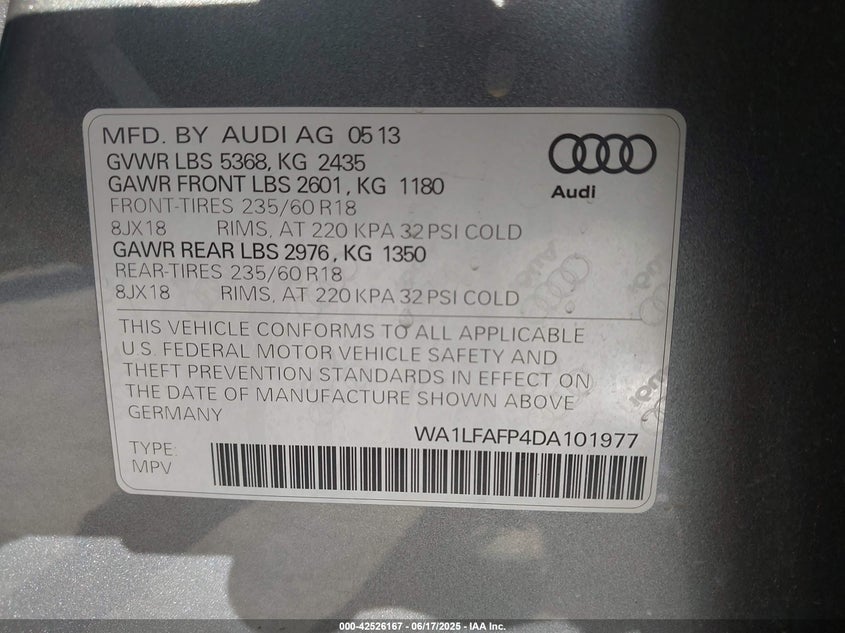 MFD. BY AUDI AG 0513
GVWR LBS 5368, KG 2435
GAWR FRONT LBS 2601, KG 1180
FRONT-TIRES 235/60 R18
8JX18 RIMS, AT 220 KPA 32 PSI COLD
GAWR REAR LBS 2976, KG 1350
REAR-TIRES 235/60 R18
8JX18 RIMS, AT 220 KPA 32 PSI COLD
Audi
THIS VEHICLE CONFORMS TO ALL APPLICABLE
U.S. FEDERAL MOTOR VEHICLE SAFETY AND
THEFT PREVENTION STANDARDS IN EFFECT ON
THE DATE OF MANUFACTURE SHOWN ABOVE
GERMANY
WA1LFAFP4DA101977
TYPE:
MPV
000-42526167 - 06/17/2025 - IAA Inc.